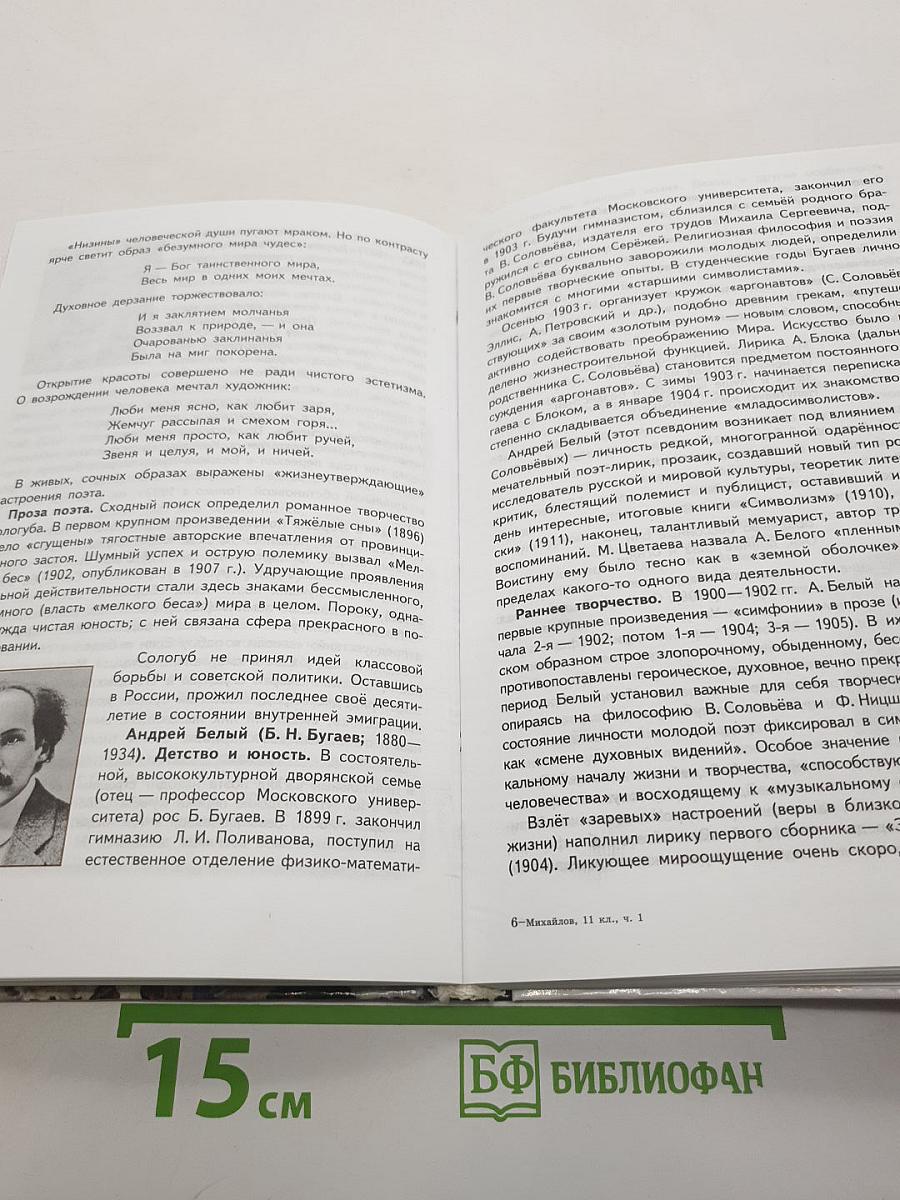 «Низины» человеческой души пугают мраком. Но по контрасту
ярче светит образ «безумного мира чудес»:
Я — Бог таинственного мира,
Весь мир в одних моих мечтах.
Духовное дерзание торжествовало:
И я заклятием молчанья
Воззвал к природе, — и она
Очарованью заклинанья
Была на миг покорена.
Открытие красоты совершено не ради чистого эстетизма.
О возрождении человека мечтал художник:
Люби меня ясно, как любит заря,
Жемчуг рассыпая и смехом горя...
Люби меня просто, как любит ручей,
Звеня и целуя, и мой, и ничей.
В живых, сочных образах выражены «жизнеутверждающие»
астроения поэта.
Проза поэта. Сходный поиск определил романное творчество
ологуба. В первом крупном произведении «Тяжёлые сны» (1896)
ело «сгущены» тягостные авторские впечатления от провинци-
ного застоя. Шумный успех и острую полемику вызвал «Мел-
бес» (1902, опубликован в 1907 г.). Удручающие проявления
льной действительности стали здесь знаками бессмысленного,
много (власть «мелкого беса») мира в целом. Пороку, одна-
жда чистая юность; с ней связана сфера прекрасного в по-
овании.
Сологуб не принял идей классовой
борьбы и советской политики. Оставшись
в России, прожил последнее своё десяти-
летие в состоянии внутренней эмиграции.
Андрей Белый (Б. Н. Бугаев; 1880—
1934). Детство и юность. В состоятель-
ной, высококультурной дворянской семье
(отец — профессор Московского универ-
ситета) рос Б. Бугаев. В 1899 г. закончил
гимназию Л. И. Поливанова, поступил на
естественное отделение физико-математи-
ческого факультета Московского университета, закончил его
в 1903 г. Будучи гимназистом, сблизился с семьёй родного бра-
та В. Соловьёва, издателя его трудов Михаила Сергеевича, под-
ружился с его сыном Серёжей. Религиозная философия и поэзия
В. Соловьёва буквально заворожили молодых людей, определили
их первые творческие опыты. В студенческие годы Бугаев лично
знакомится с многими «старшими символистами».
Осенью 1903 г. организует кружок «аргонавтов» (С. Соловьёв
Эллис, А. Петровский и др.), подобно древним грекам, «путеше
ствующих» за своим «золотым руном» — новым словом, способны
активно содействовать преображению Мира. Искусство было
делено жизнестроительной функцией. Лирика А. Блока (дальн
родственника С. Соловьёва) становится предметом постоянного
суждения «аргонавтов». С зимы 1903 г. начинается переписка
гаева с Блоком, а в январе 1904 г. происходит их знакомство
степенно складывается объединение «младосимволистов».
Андрей Белый (этот псевдоним возникает под влиянием
Соловьёвых) — личность редкой, многогранной одарённост
мечательный поэт-лирик, прозаик, создавший новый тип ро
исследователь русской и мировой культуры, теоретик лите
критик, блестящий полемист и публицист, оставивший и
день интересные, итоговые книги «Символизм» (1910),
ски» (1911), наконец, талантливый мемуарист, автор тр
воспоминаний. М. Цветаева назвала А. Белого «пленным
Воистину ему было тесно как в «земной оболочке»
пределах какого-то одного вида деятельности.
Раннее творчество. В 1900—1902 гг. А. Белый на
первые крупные произведения — «симфонии» в прозе (
чала 2-я — 1902; потом 1-я — 1904; 3-я — 1905). В их
ском образном строе злопорочному, обыденному, бес
противопоставлены героическое, духовное, вечно прекр
период Белый установил важные для себя творческ
опираясь на философию В. Соловьёва и Ф. Ницш
состояние личности молодой поэт фиксировал в сим
как «смене духовных видений». Особое значение
кальному началу жизни и творчества, «способствую
человечества» и восходящему к «музыкальному
Взлёт «заревых» настроений (веры в близко
жизни) наполнил лирику первого сборника — «З
(1904). Ликующее мироощущение очень скоро,
6—Михайлов, 11 кл., ч. 1
15 см
БФ БИБЛИОФАН